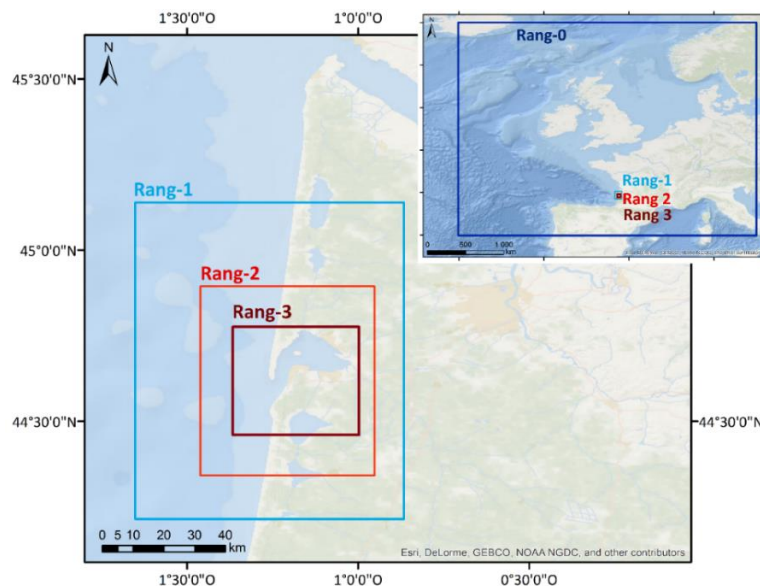 1°30'0"O
1°0'0"O
N
45°30'0"N
Rang-0
Rang-1
Rang 2
Rang 3
0
500
1 000
km
Rang-1
45°0'0"N
Rang-2
Rang-3
44°30'0"N
44°30'0"N
0 5 10 20 30 40
km
Esri, DeLorme, GEBCO, NOAA NGDC, and other contributors
1°30'0"O
1°0'0"O
0°30'0"O